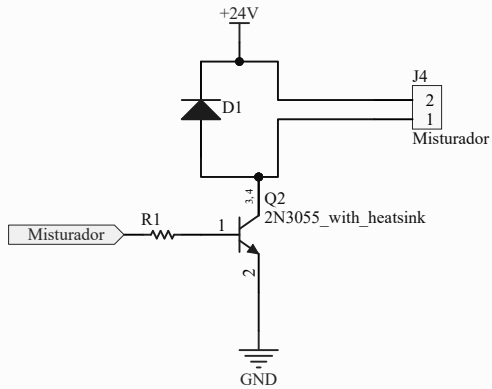 +24V
J4
D1
2
1
Misturador
3, 4
Q2
2N3055_with_heatsink
R1
1
Misturador
2
GND